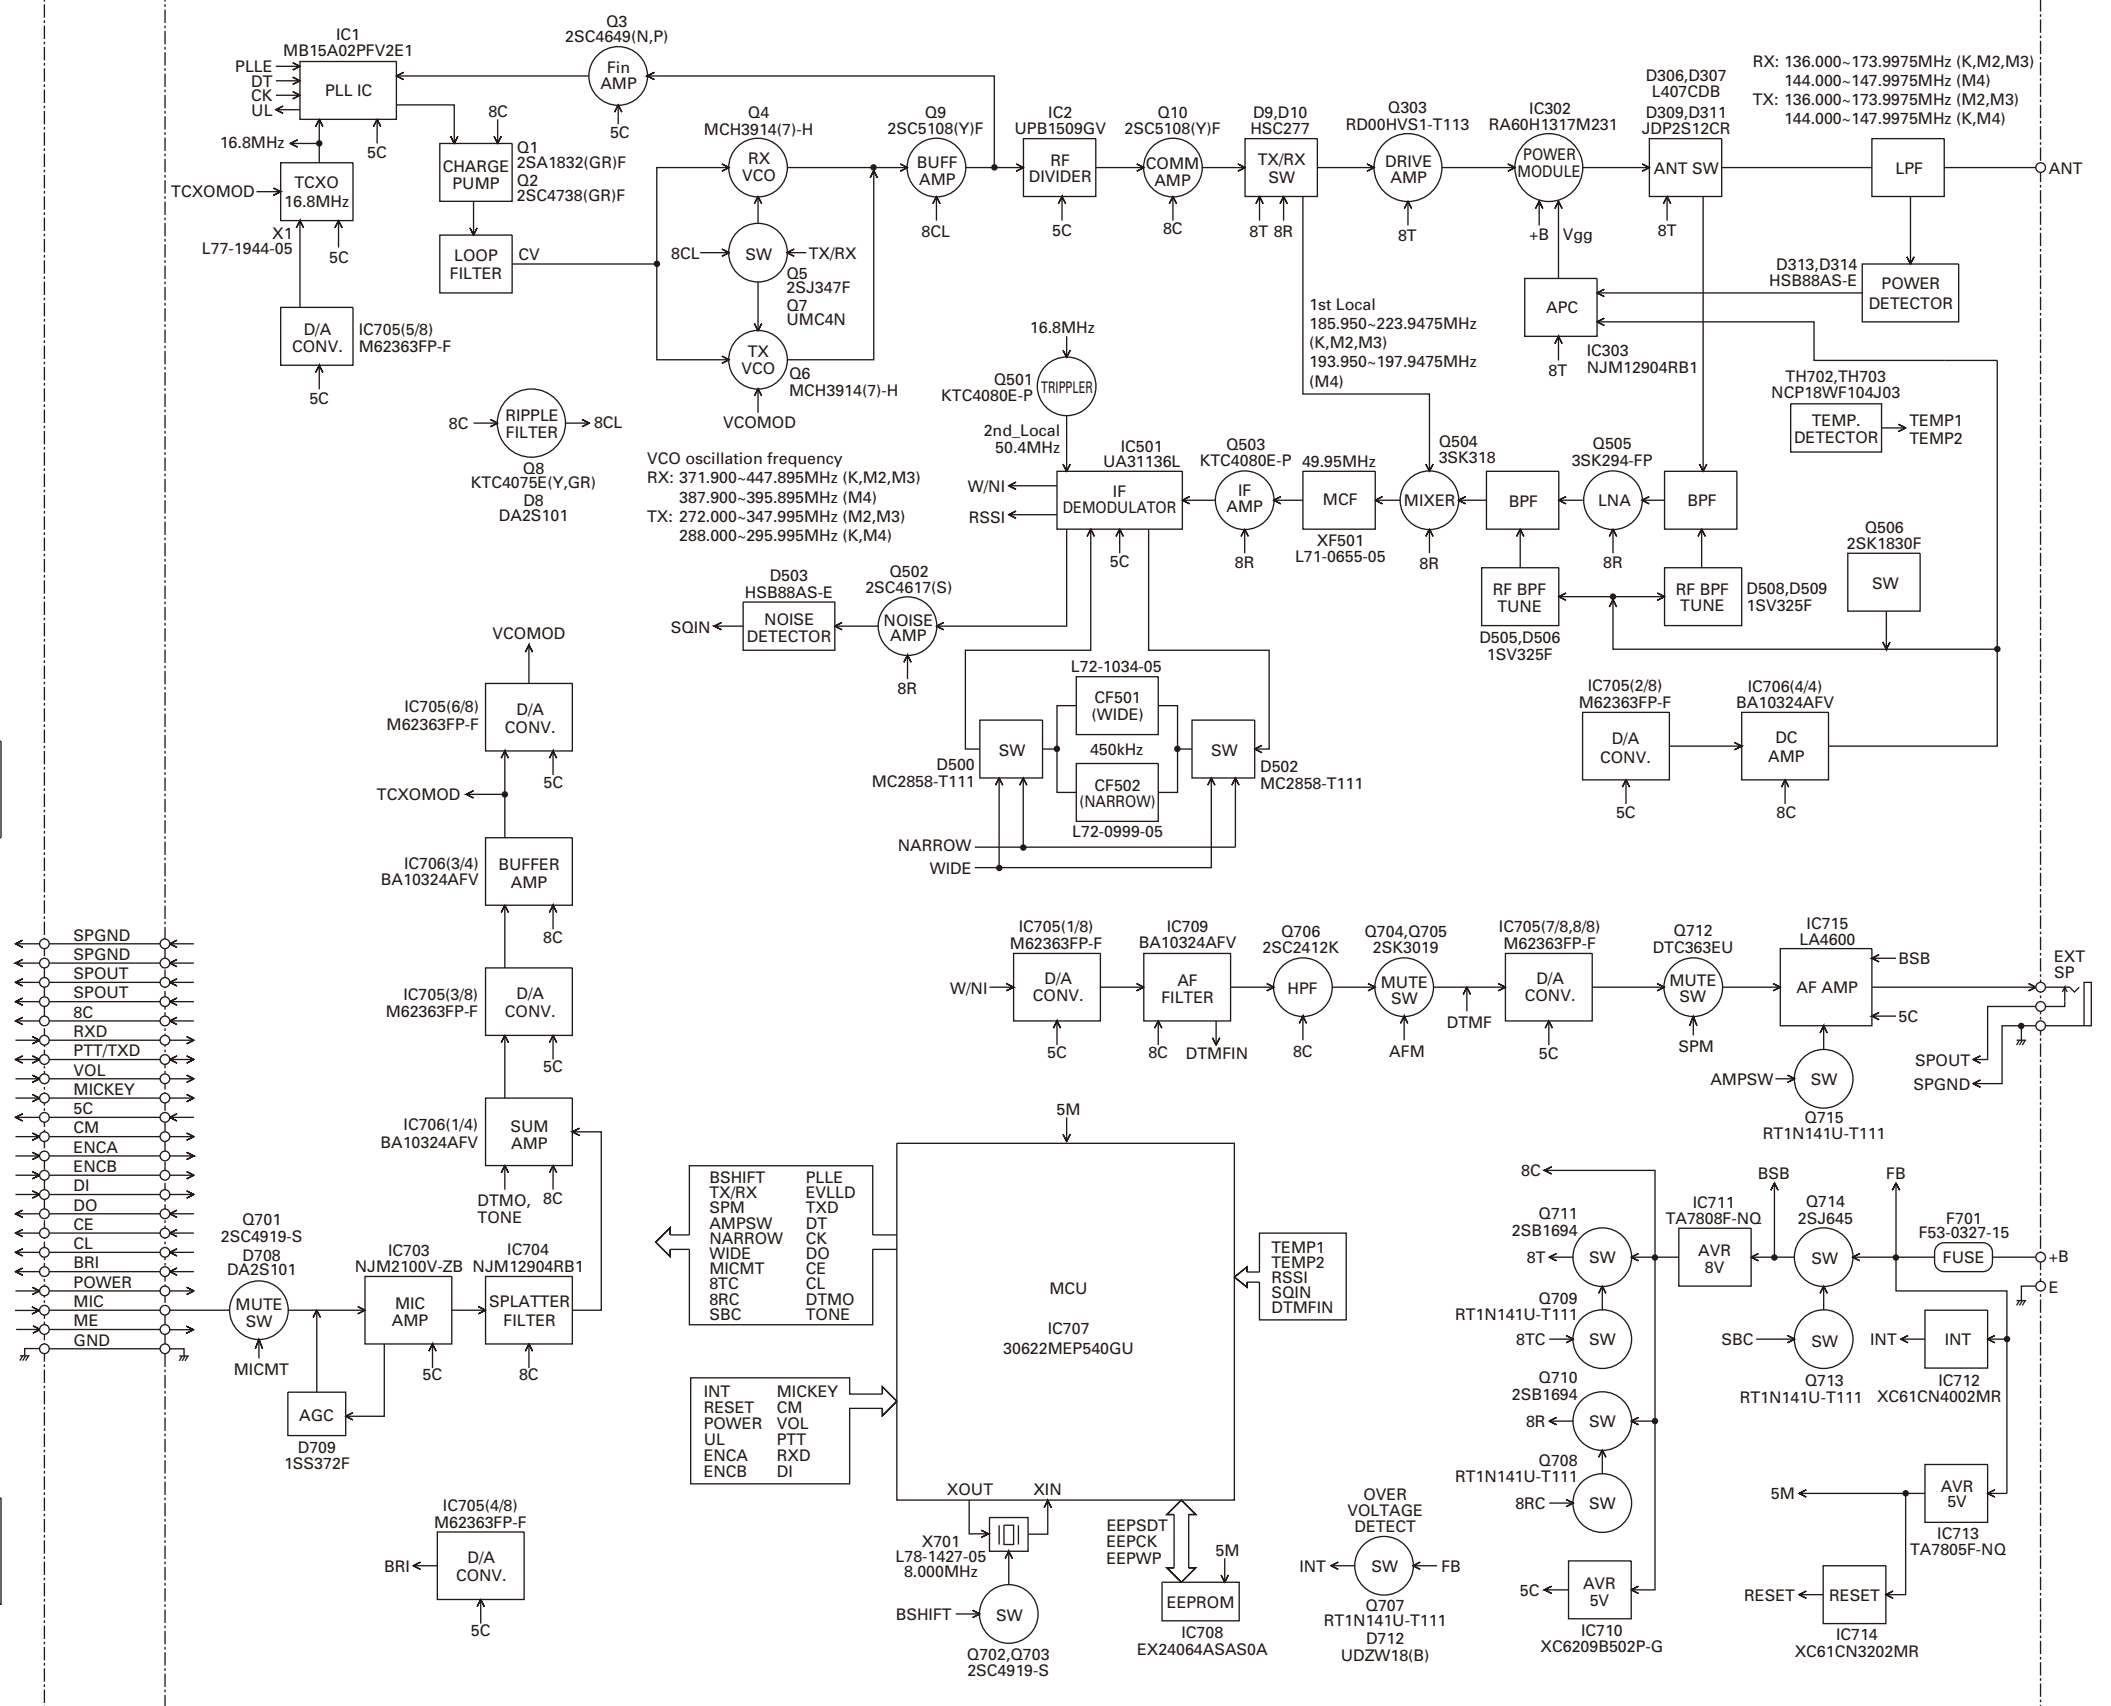 IC1
MB15A02PFV2E1
PLLE
DT
CK
UL
PLL IC
16.8MHz
5C
TCXOMOD
TCXO
16.8MHz
X1
L77-1944-05
5C
D/A
CONV.
IC705(5/8)
M62363FP-F
5C
Q3
2SC4649(N,P)
Fin
AMP
5C
8C
CHARGE
PUMP
Q1
2SA1832(GR)F
Q2
2SC4738(GR)F
LOOP
FILTER
CV
8C
RIPPLE
FILTER
8CL
Q8
KTC4075E(Y,GR)
D8
DA2S101
Q4
MCH3914(7)-H
RX
VCO
8CL
SW
TX/RX
Q5
2SJ347F
Q7
UMC4N
TX
VCO
Q6
MCH3914(7)-H
VCOMOD
VCO oscillation frequency
RX: 371.900~447.895MHz (K,M2,M3)
387.900~395.895MHz (M4)
TX: 272.000~347.995MHz (M2,M3)
288.000~295.995MHz (K,M4)
Q9
2SC5108(Y)F
BUFF
AMP
8CL
IC2
UPB1509GV
RF
DIVIDER
5C
Q10
2SC5108(Y)F
COMM
AMP
8C
D9,D10
HSC277
TX/RX
SW
8T 8R
Q303
RD00HVS1-T113
DRIVE
AMP
8T
IC302
RA60H1317M231
POWER
MODULE
+B
Vgg
D306,D307
L407CDB
D309,D311
JDP2S12CR
ANT SW
8T
RX: 136.000~173.9975MHz (K,M2,M3)
144.000~147.9975MHz (M4)
TX: 136.000~173.9975MHz (M2,M3)
144.000~147.9975MHz (K,M4)
LPF
ANT
D313,D314
HSB88AS-E
POWER
DETECTOR
APC
8T
IC303
NJM12904RB1
TH702,TH703
NCP18WF104J03
TEMP.
DETECTOR
TEMP1
TEMP2
1st Local
185.950~223.9475MHz
(K,M2,M3)
193.950~197.9475MHz
(M4)
16.8MHz
Q501
KTC4080E-P
TRIPPLER
2nd_Local
50.4MHz
IC501
UA31136L
W/NI
RSSI
IF
DEMODULATOR
5C
Q503
KTC4080E-P
IF
AMP
8R
49.95MHz
MCF
XF501
L71-0655-05
Q504
3SK318
MIXER
8R
BPF
Q505
3SK294-FP
LNA
8R
BPF
RF BPF
TUNE
D505,D506
1SV325F
RF BPF
TUNE
D508,D509
1SV325F
Q506
2SK1830F
SW
IC705(2/8)
M62363FP-F
D/A
CONV.
5C
IC706(4/4)
BA10324AFV
DC
AMP
8C
D503
HSB88AS-E
SQIN
NOISE
DETECTOR
Q502
2SC4617(S)
NOISE
AMP
8R
L72-1034-05
CF501
(WIDE)
450kHz
CF502
(NARROW)
L72-0999-05
SW
D500
MC2858-T111
SW
D502
MC2858-T111
NARROW
WIDE
VCOMOD
IC705(6/8)
M62363FP-F
D/A
CONV.
5C
TCXOMOD
IC706(3/4)
BA10324AFV
BUFFER
AMP
8C
IC705(3/8)
M62363FP-F
D/A
CONV.
5C
IC706(1/4)
BA10324AFV
SUM
AMP
DTMO,
TONE
8C
SPGND
SPGND
SPOUT
SPOUT
8C
RXD
PTT/TXD
VOL
MICKEY
5C
CM
ENCA
ENCB
DI
DO
CE
CL
BRI
POWER
MIC
ME
GND
Q701
2SC4919-S
D708
DA2S101
MUTE
SW
MICMT
IC703
NJM2100V-ZB
MIC
AMP
5C
IC704
NJM12904RB1
SPLATTER
FILTER
8C
AGC
D709
1SS372F
IC705(4/8)
M62363FP-F
BRI
D/A
CONV.
5C
W/NI
IC705(1/8)
M62363FP-F
D/A
CONV.
5C
IC709
BA10324AFV
AF
FILTER
8C
DTMFIN
Q706
2SC2412K
HPF
8C
Q704,Q705
2SK3019
MUTE
SW
AFM
DTMF
IC705(7/8,8/8)
M62363FP-F
D/A
CONV.
5C
Q712
DTC363EU
MUTE
SW
SPM
IC715
LA4600
AF AMP
BSB
5C
AMPSW
SW
Q715
RT1N141U-T111
EXT
SP
SPOUT
SPGND
5M
BSHIFT PLLE
TX/RX EVLLD
SPM TXD
AMPSW DT
NARROW CK
WIDE DO
MICMT CE
8TC CL
8RC DTMO
SBC TONE
MCU
IC707
30622MEP540GU
TEMP1
TEMP2
RSSI
SQIN
DTMFIN
INT MICKEY
RESET CM
POWER VOL
UL PTT
ENCA RXD
ENCB DI
XOUT
XIN
X701
L78-1427-05
8.000MHz
BSHIFT
SW
Q702,Q703
2SC4919-S
EEPSDT
EEPCK
EEPWP
5M
EEPROM
IC708
EX24064ASAS0A
OVER
VOLTAGE
DETECT
INT
SW
FB
Q707
RT1N141U-T111
D712
UDZW18(B)
8C
Q711
2SB1694
8T
SW
Q709
RT1N141U-T111
8TC
SW
Q710
2SB1694
8R
SW
Q708
RT1N141U-T111
8RC
SW
5C
AVR
5V
IC710
XC6209B502P-G
IC711
TA7808F-NQ
AVR
8V
BSB
Q714
2SJ645
SW
SBC
SW
Q713
RT1N141U-T111
FB
F701
F53-0327-15
FUSE
+B
E
INT
INT
IC712
XC61CN4002MR
5M
AVR
5V
IC713
TA7805F-NQ
RESET
RESET
IC714
XC61CN3202MR